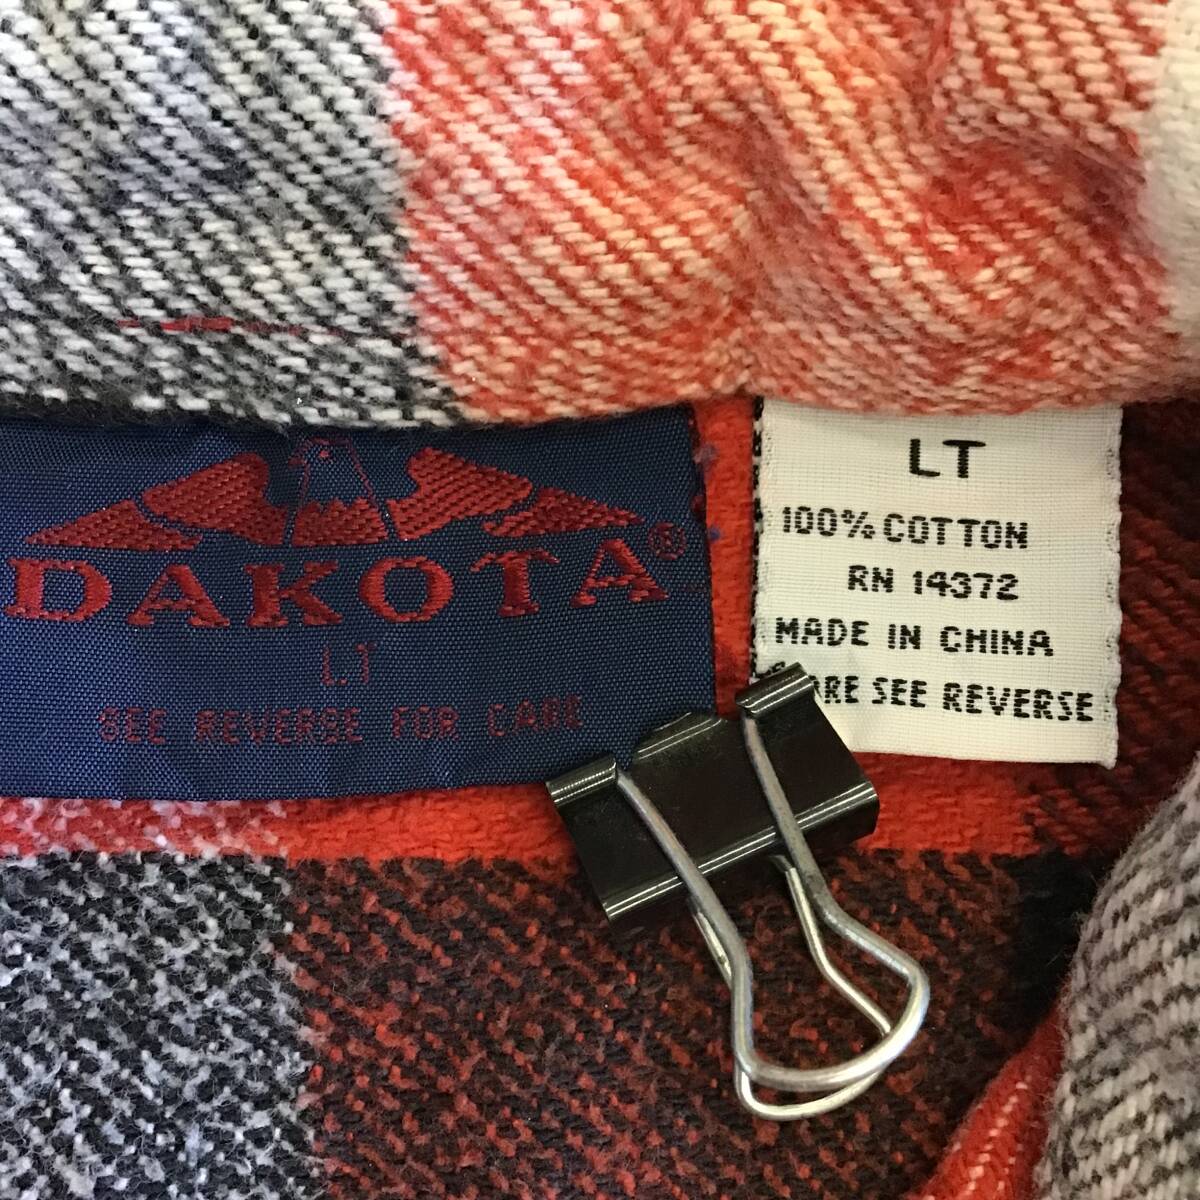 DAKOTA®
LT
SEE REVERSE FOR CARE
LT
100% COTTON
RN 14372
MADE IN CHINA
SEE REVERSE